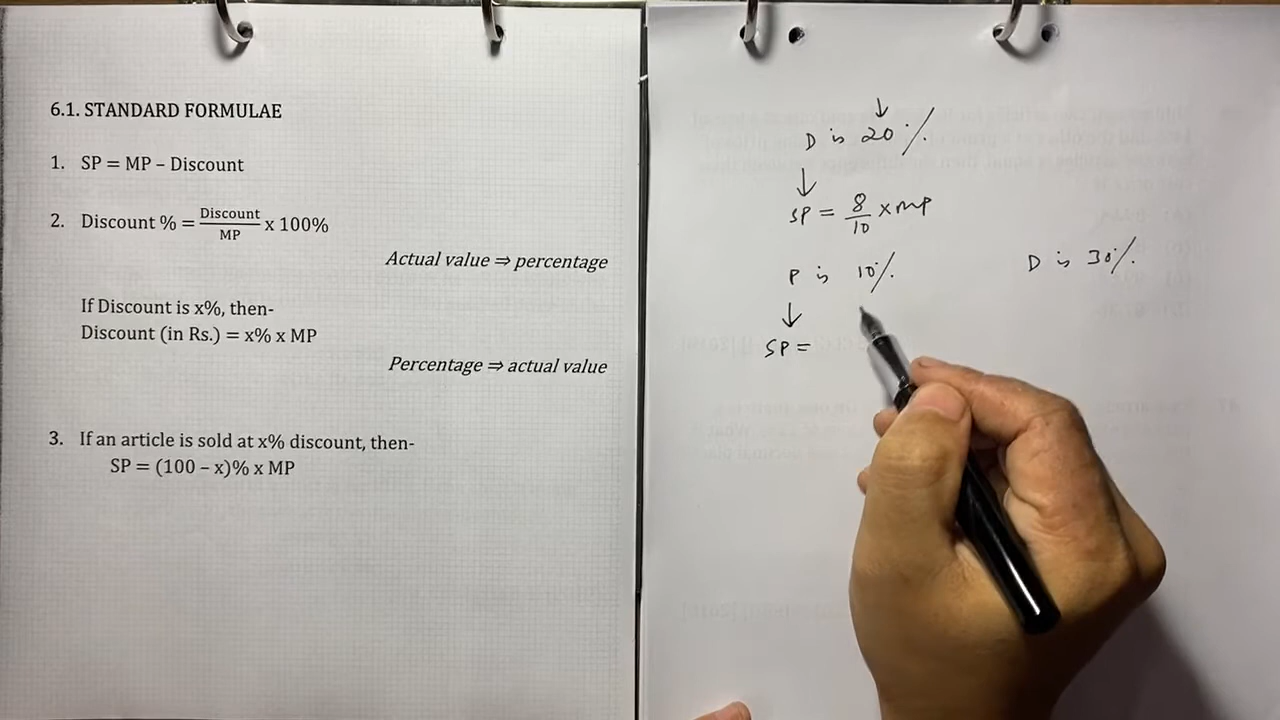 6.1. STANDARD FORMULAE
1. SP = MP – Discount
2. Discount % = Discount/MP x 100%
Actual value ⇒ percentage
If Discount is x%, then-
Discount (in Rs.) = x% x MP
Percentage ⇒ actual value
3. If an article is sold at x% discount, then-
SP = (100 – x)% x MP
↓
D is 20%
↓
SP = 8/10 x MP
P is 10%
D is 30%.
↓
SP =